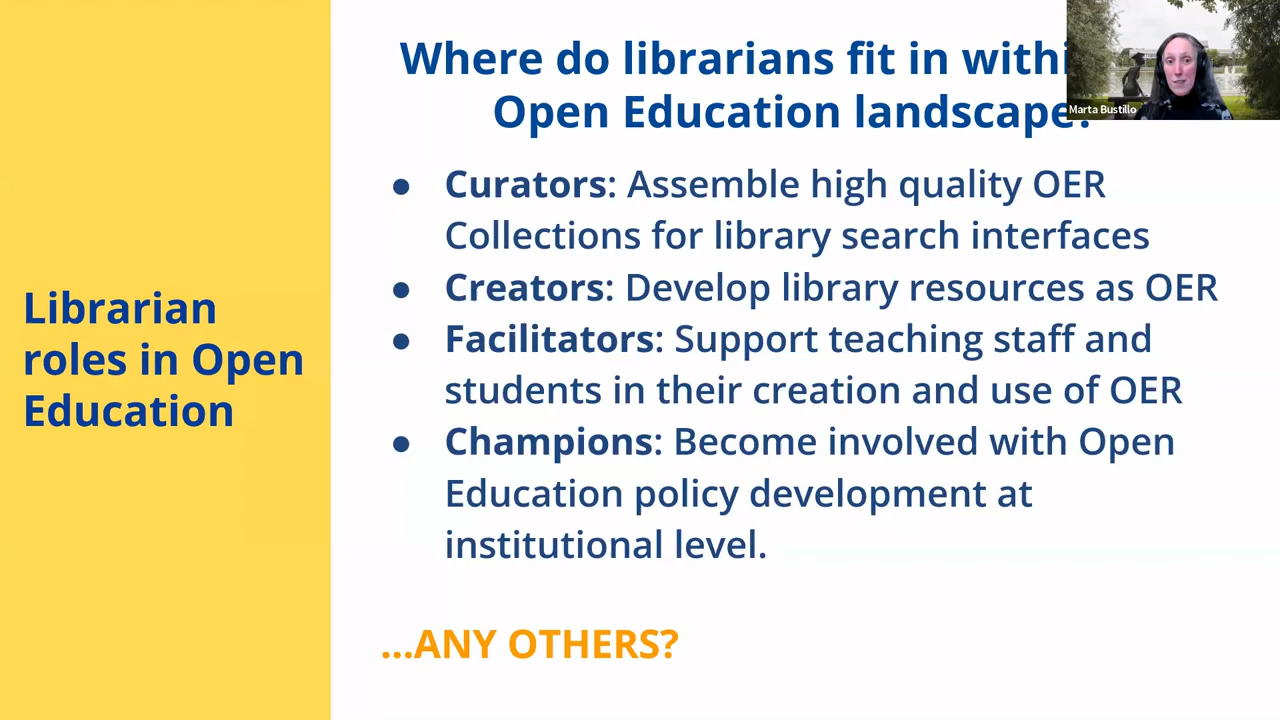 Where do librarians fit in
Open Education landscape?
Marta Bustillo
Librarian
roles in Open
Education
● Curators: Assemble high quality OER
Collections for library search interfaces
● Creators: Develop library resources as OER
● Facilitators: Support teaching staff and
students in their creation and use of OER
● Champions: Become involved with Open
Education policy development at
institutional level.
...ANY OTHERS?